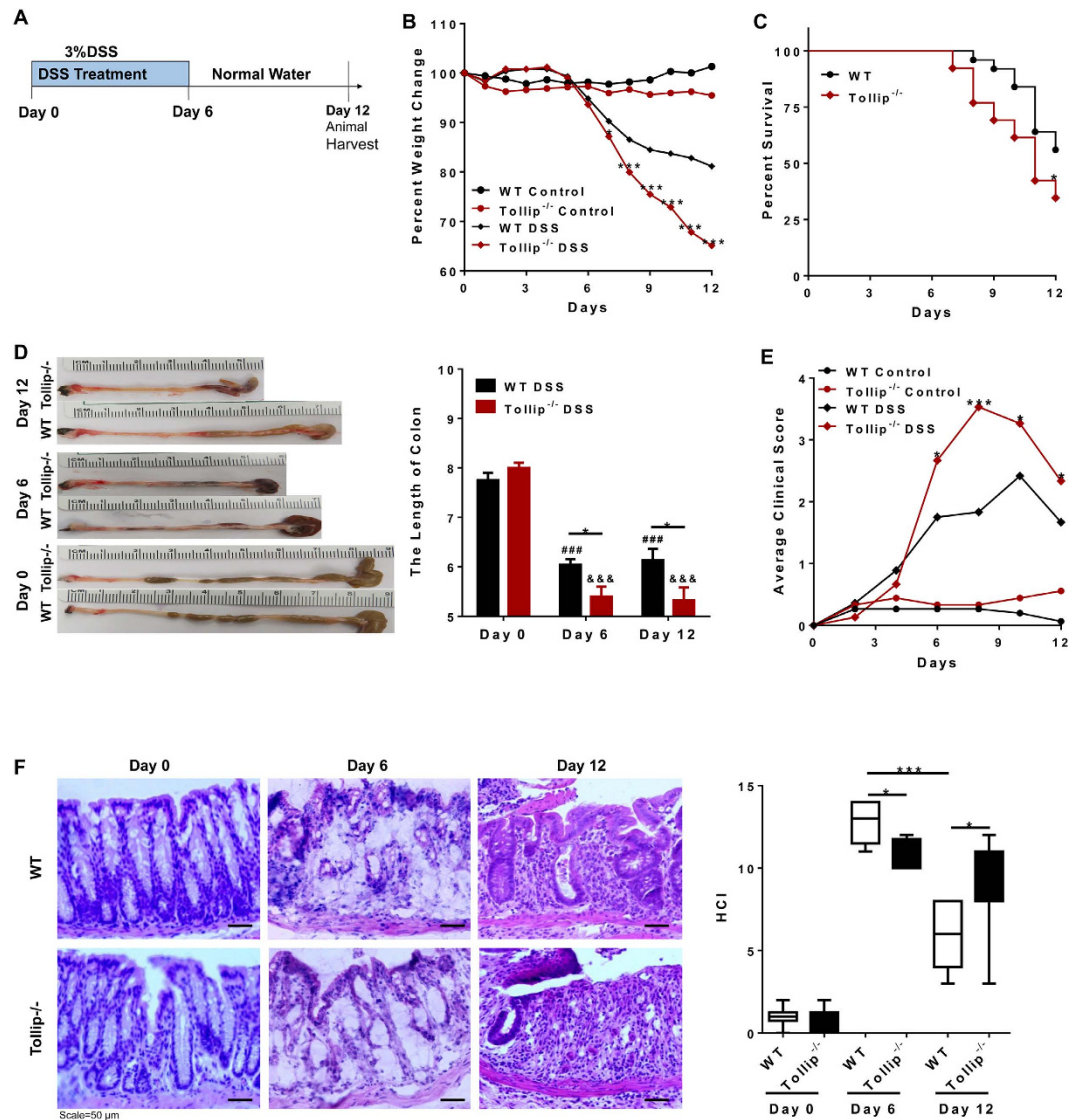 A
3%DSS
DSS Treatment
Normal Water
Day 0
Day 6
Day 12
Animal
Harvest
B
Percent Weight Change
110
100
90
80
70
60
0 3 6 9 12
Days
WT Control
Tollip-/- Control
WT DSS
Tollip-/- DSS
*
***
***
***
***
***
C
Percent Survival
100
75
50
25
0
0 3 6 9 12
Days
WT
Tollip-/-
*
D
Day 12
Tollip-/-
WT
Day 6
Tollip-/-
WT
Day 0
Tollip-/-
WT
The Length of Colon
10
9
8
7
6
5
WT DSS
Tollip-/- DSS
*
*
###
###
&&&
&&&
Day 0 Day 6 Day 12
E
Average Clinical Score
4
3
2
1
0
0 3 6 9 12
Days
WT Control
Tollip-/- Control
WT DSS
Tollip-/- DSS
*
***
*
*
F
Day 0
Day 6
Day 12
WT
Tollip-/-
Scale=50 µm
HCI
15
10
5
0
***
*
*
WT Tollip-/- WT Tollip-/- WT Tollip-/-
Day 0 Day 6 Day 12